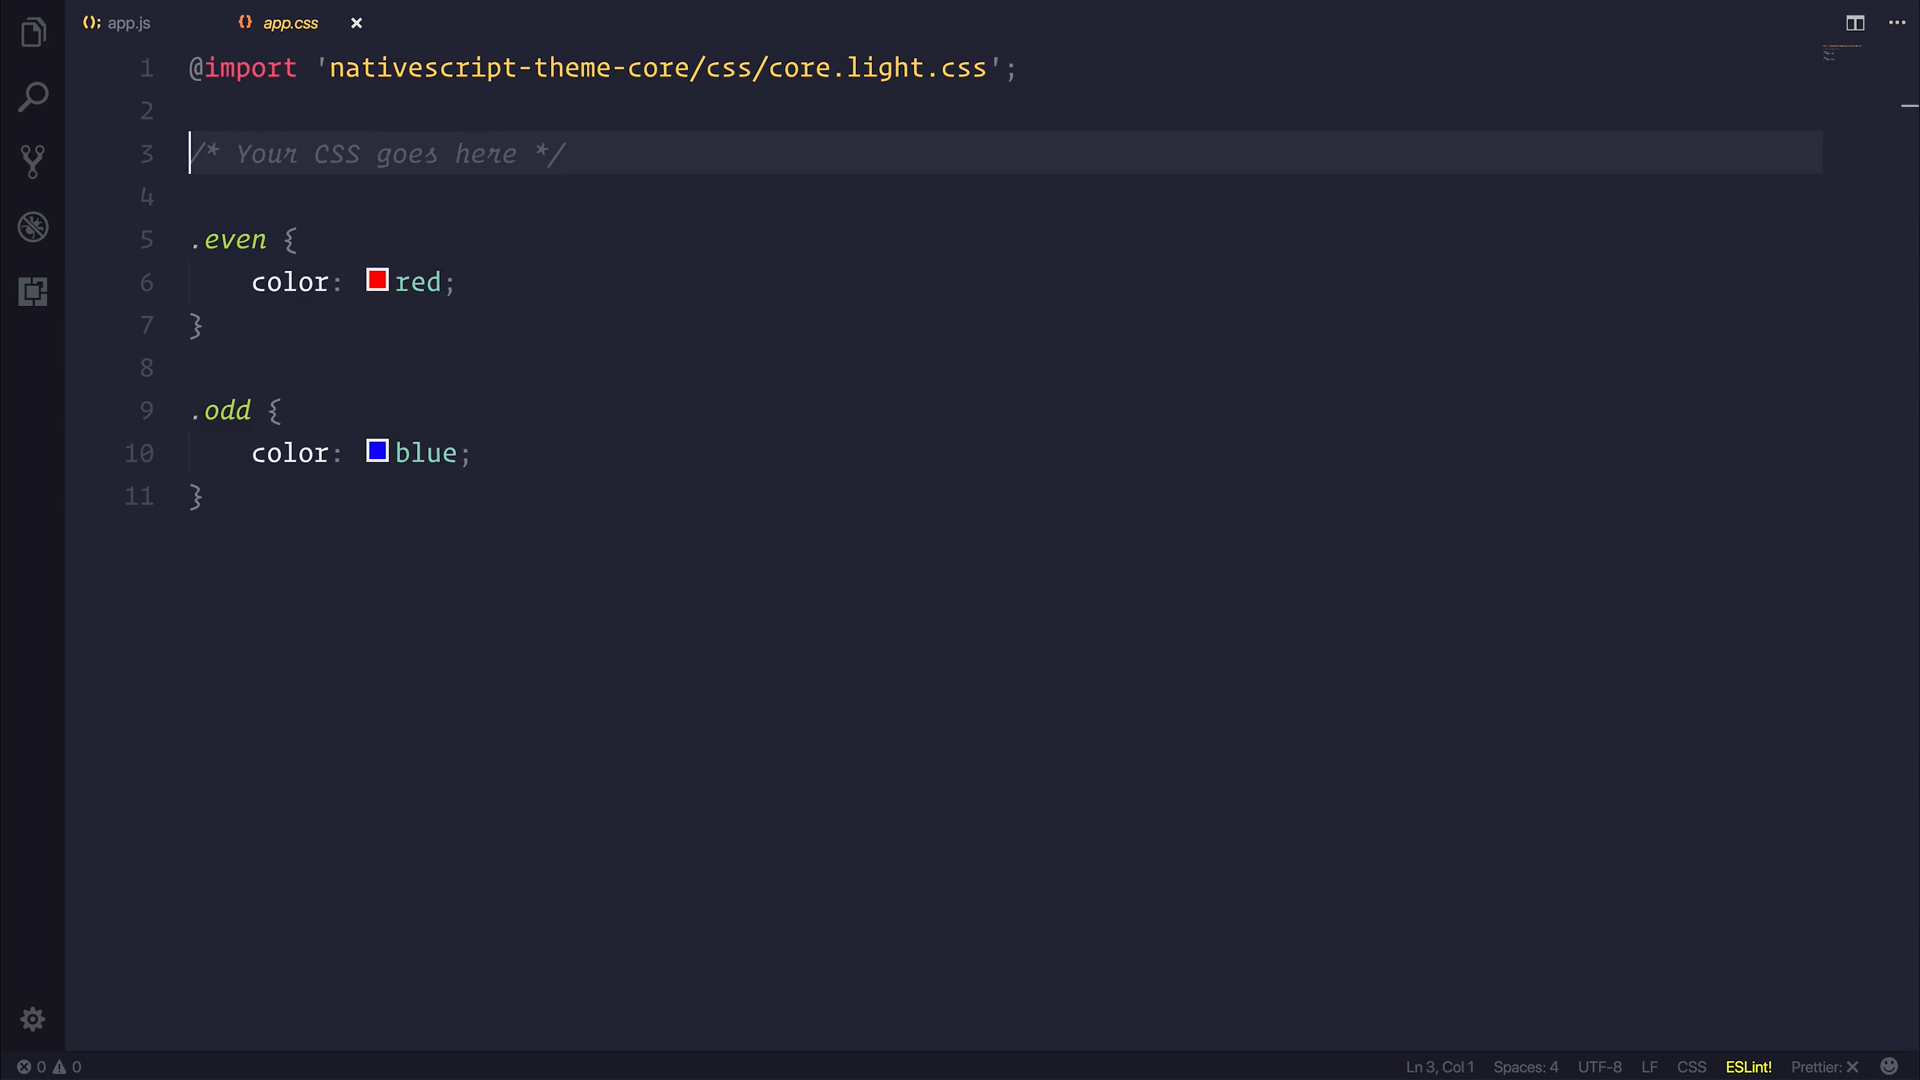 app.js
app.css
1 @import 'nativescript-theme-core/css/core.light.css';
2
3 /* Your CSS goes here */
4
5 .even {
6 color: red;
7 }
8
9 .odd {
10 color: blue;
11 }
0 0 Ln 3, Col 1 Spaces: 4 UTF-8 LF CSS ESLint! Prettier: ✕